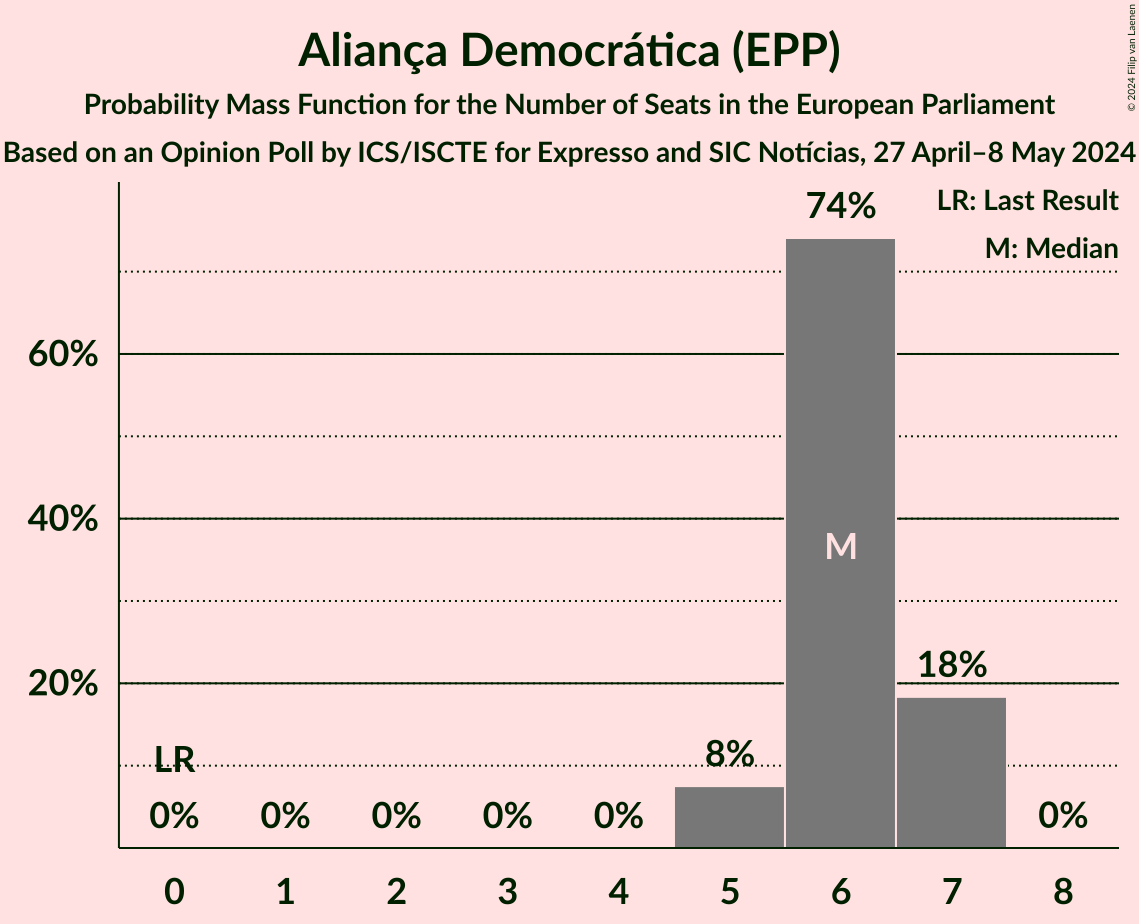 Aliança Democrática (EPP)
Probability Mass Function for the Number of Seats in the European Parliament
Based on an Opinion Poll by ICS/ISCTE for Expresso and SIC Notícias, 27 April–8 May 2024
© 2024 Filip van Laenen
LR: Last Result
M: Median
74%
60%
40%
M
20%
18%
8%
LR
0% 0% 0% 0% 0% 0%
0 1 2 3 4 5 6 7 8